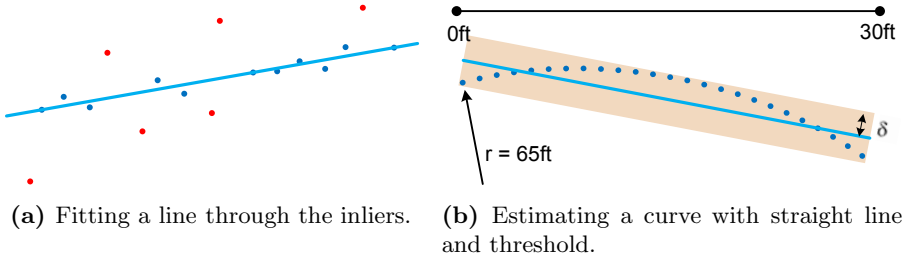 0ft
30ft
δ
r = 65ft
(a) Fitting a line through the inliers.
(b) Estimating a curve with straight line
and threshold.